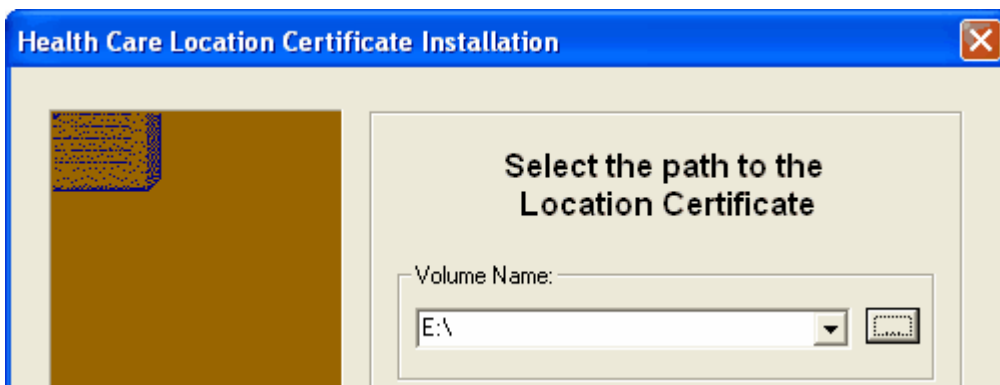 Health Care Location Certificate Installation
Select the path to the
Location Certificate
Volume Name:
E:\
...